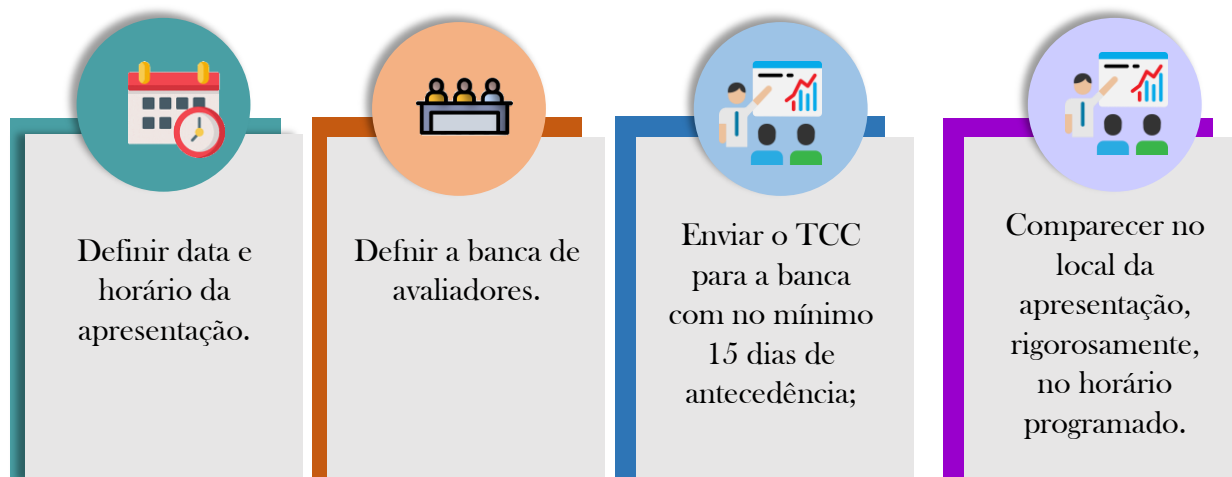 Definir data e
horário da
apresentação.
Defnir a banca de
avaliadores.
Enviar o TCC
para a banca
com no mínimo
15 dias de
antecedência;
Comparecer no
local da
apresentação,
rigorosamente,
no horário
programado.